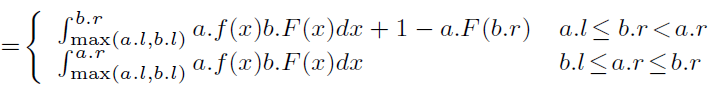 = { ∫_{max(a.l,b.l)}^{b.r} a.f(x)b.F(x)dx + 1 − a.F(b.r)   a.l ≤ b.r < a.r
∫_{max(a.l,b.l)}^{a.r} a.f(x)b.F(x)dx   b.l ≤ a.r ≤ b.r